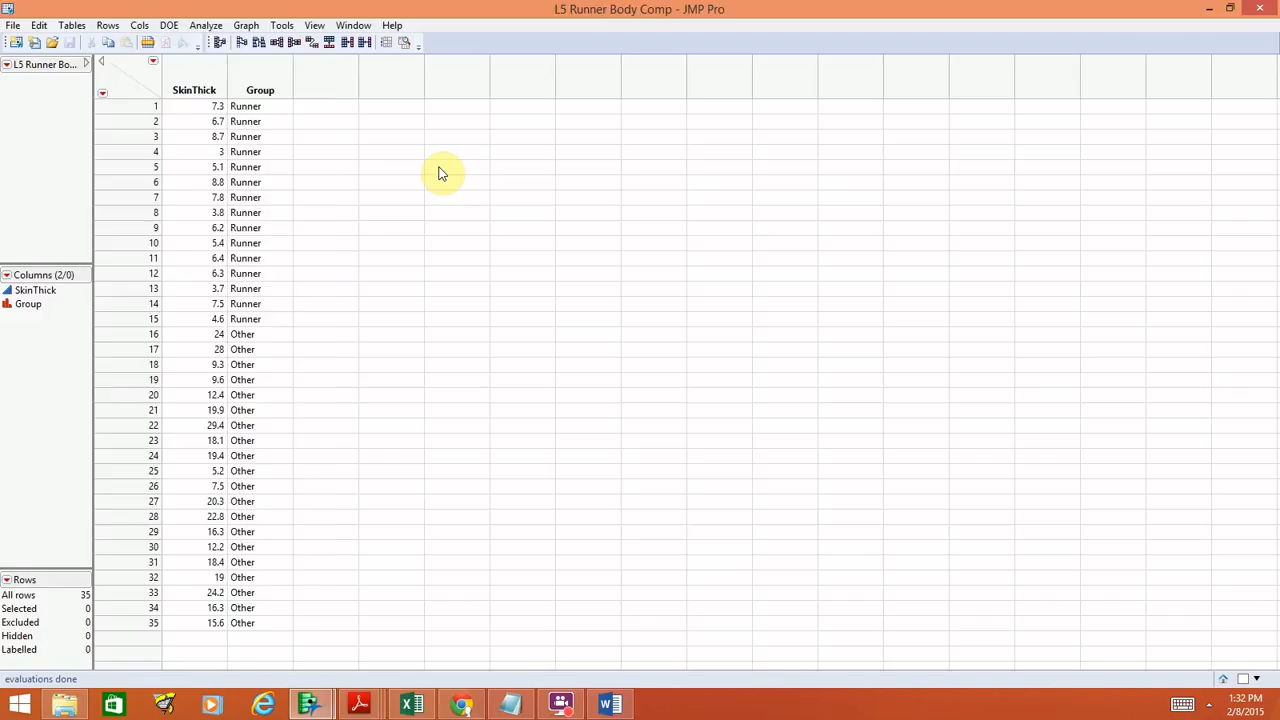 L5 Runner Body Comp - JMP Pro
File Edit Tables Rows Cols DOE Analyze Graph Tools View Window Help
L5 Runner Bo...
SkinThick Group
1 7.3 Runner
2 6.7 Runner
3 8.7 Runner
4 3 Runner
5 5.1 Runner
6 8.8 Runner
7 7.8 Runner
8 3.8 Runner
9 6.2 Runner
10 5.4 Runner
11 6.4 Runner
12 6.3 Runner
13 3.7 Runner
14 7.5 Runner
15 4.6 Runner
16 24 Other
17 28 Other
18 9.3 Other
19 9.6 Other
20 12.4 Other
21 19.9 Other
22 29.4 Other
23 18.1 Other
24 19.4 Other
25 5.2 Other
26 7.5 Other
27 20.3 Other
28 22.8 Other
29 16.3 Other
30 12.2 Other
31 18.4 Other
32 19 Other
33 24.2 Other
34 16.3 Other
35 15.6 Other
Columns (2/0)
SkinThick
Group
Rows
All rows 35
Selected 0
Excluded 0
Hidden 0
Labelled 0
evaluations done
1:32 PM
2/8/2015